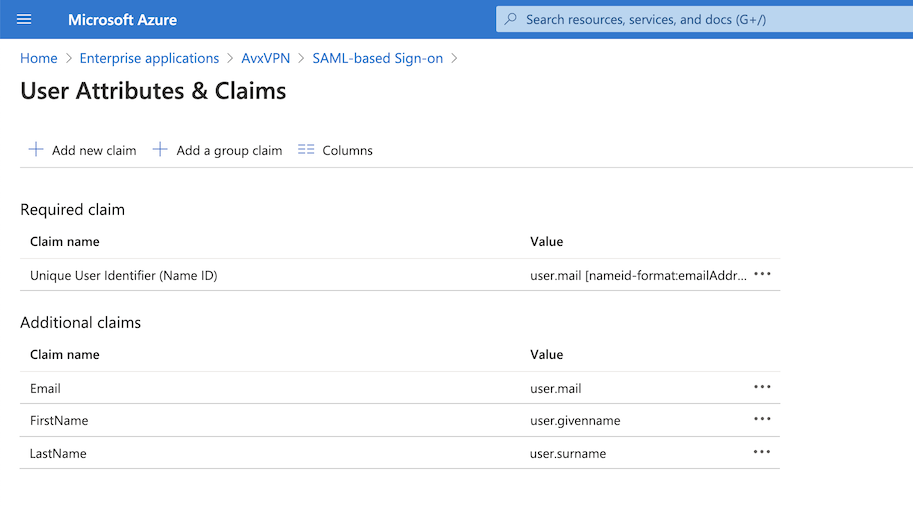 Microsoft Azure
Search resources, services, and docs (G+/)
Home > Enterprise applications > AvxVPN > SAML-based Sign-on >
User Attributes & Claims
Add new claim Add a group claim Columns
Required claim
Claim name Value
Unique User Identifier (Name ID) user.mail [nameid-format:emailAddr... •••
Additional claims
Claim name Value
Email user.mail •••
FirstName user.givenname •••
LastName user.surname •••